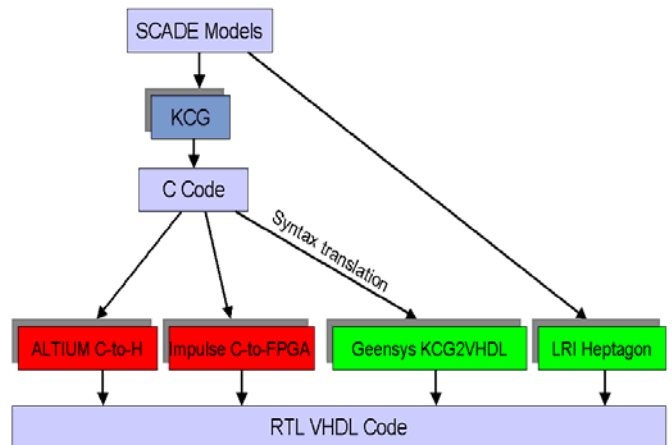 SCADE Models
KCG
C Code
Syntax translation
ALTIUM C-to-H
Impulse C-to-FPGA
Geensys KCG2VHDL
LRI Heptagon
RTL VHDL Code